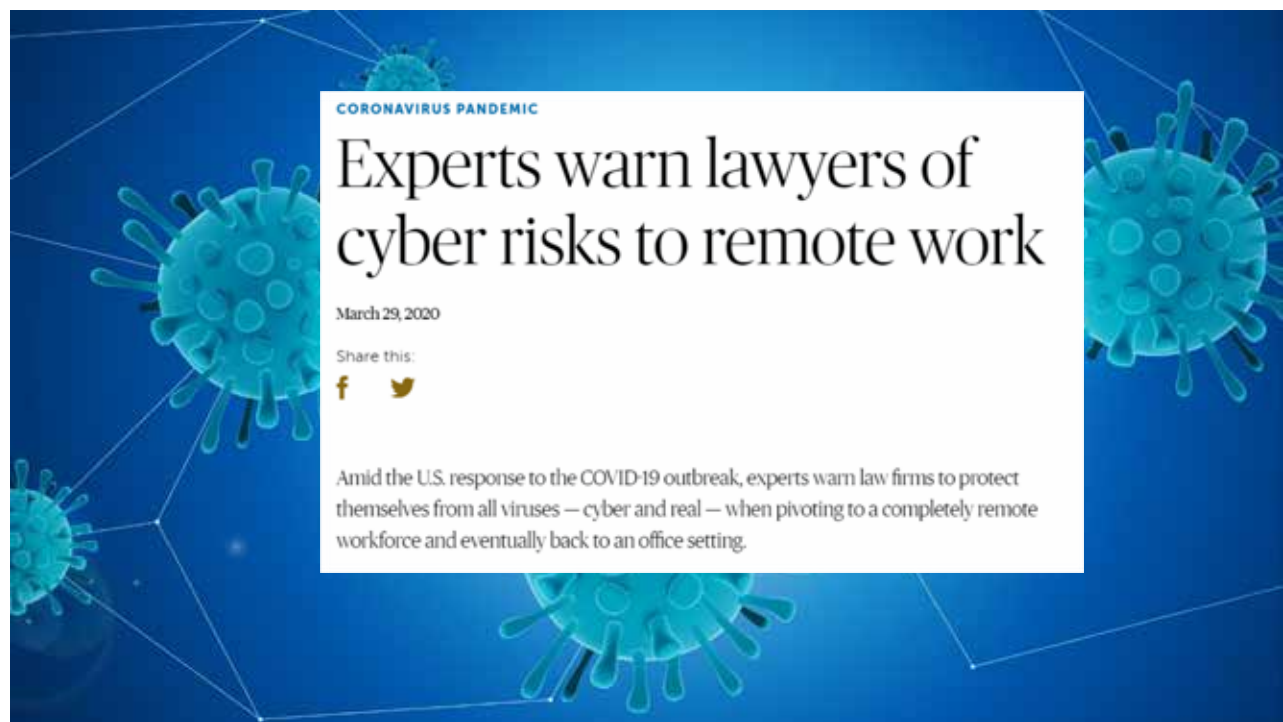 CORONAVIRUS PANDEMIC
Experts warn lawyers of
cyber risks to remote work
March 29, 2020
Share this:
Amid the U.S. response to the COVID-19 outbreak, experts warn law firms to protect
themselves from all viruses — cyber and real — when pivoting to a completely remote
workforce and eventually back to an office setting.